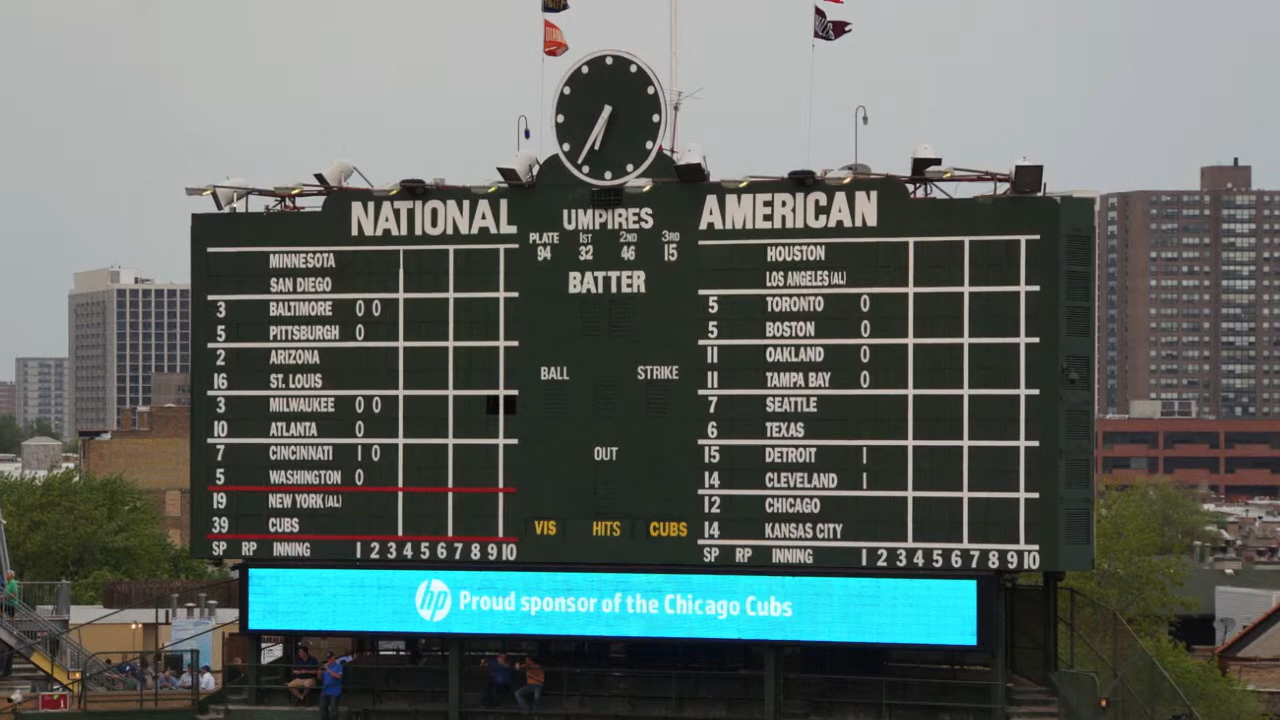 NATIONAL UMPIRES AMERICAN
PLATE 1ST 2ND 3RD
94 32 46 15
BATTER
MINNESOTA
SAN DIEGO
3 BALTIMORE 0 0
5 PITTSBURGH 0
2 ARIZONA
16 ST. LOUIS
3 MILWAUKEE 0 0
10 ATLANTA 0
7 CINCINNATI 1 0
5 WASHINGTON 0
19 NEW YORK (AL)
39 CUBS
SP RP INNING 1 2 3 4 5 6 7 8 9 10
BALL STRIKE
OUT
VIS HITS CUBS
HOUSTON
LOS ANGELES (AL)
5 TORONTO 0
5 BOSTON 0
11 OAKLAND 0
11 TAMPA BAY 0
7 SEATTLE
6 TEXAS
15 DETROIT 1
14 CLEVELAND 1
12 CHICAGO
14 KANSAS CITY
SP RP INNING 1 2 3 4 5 6 7 8 9 10
hp Proud sponsor of the Chicago Cubs